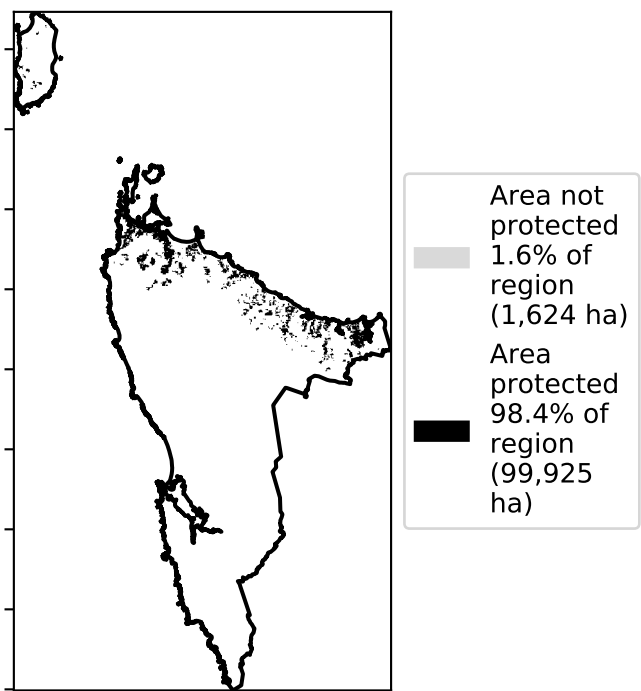 Area not
protected
1.6% of
region
(1,624 ha)
Area
protected
98.4% of
region
(99,925
ha)